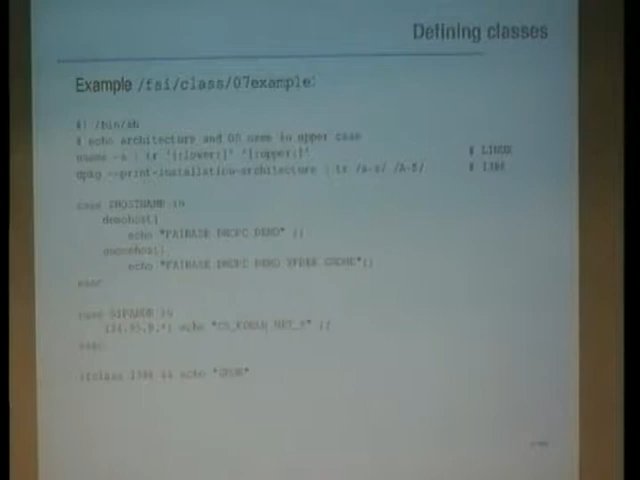 Defining classes
Example /fai/class/07example:
#! /bin/sh
# echo architecture and OS name in upper case
uname -s | tr '[:lower:]' '[:upper:]' # LINUX
dpkg --print-installation-architecture | tr /a-z/ /A-Z/ # I386
case $HOSTNAME in
demohost)
echo "FAIBASE DHCPC DEMO" ;;
gnomehost)
echo "FAIBASE DHCPC DEMO XFREE GNOME";;
esac
case $IPADDR in
echo
esac
ifclass I386 && echo "GRUB"